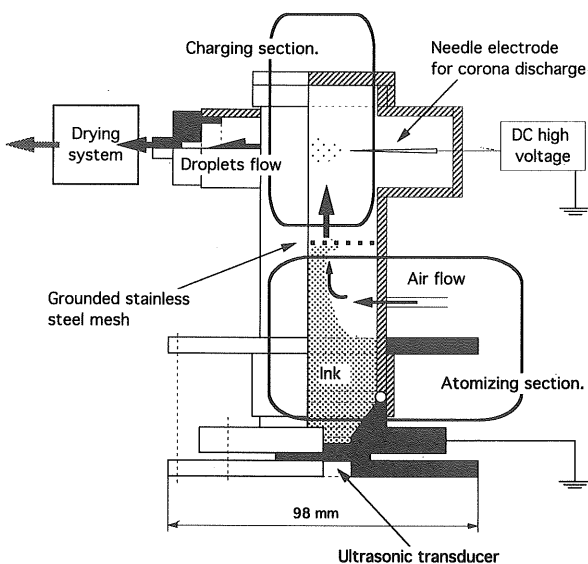 Charging section.
Needle electrode
for corona discharge
Drying
system
Droplets flow
DC high
voltage
Grounded stainless
steel mesh
Air flow
Ink
Atomizing section.
98 mm
Ultrasonic transducer